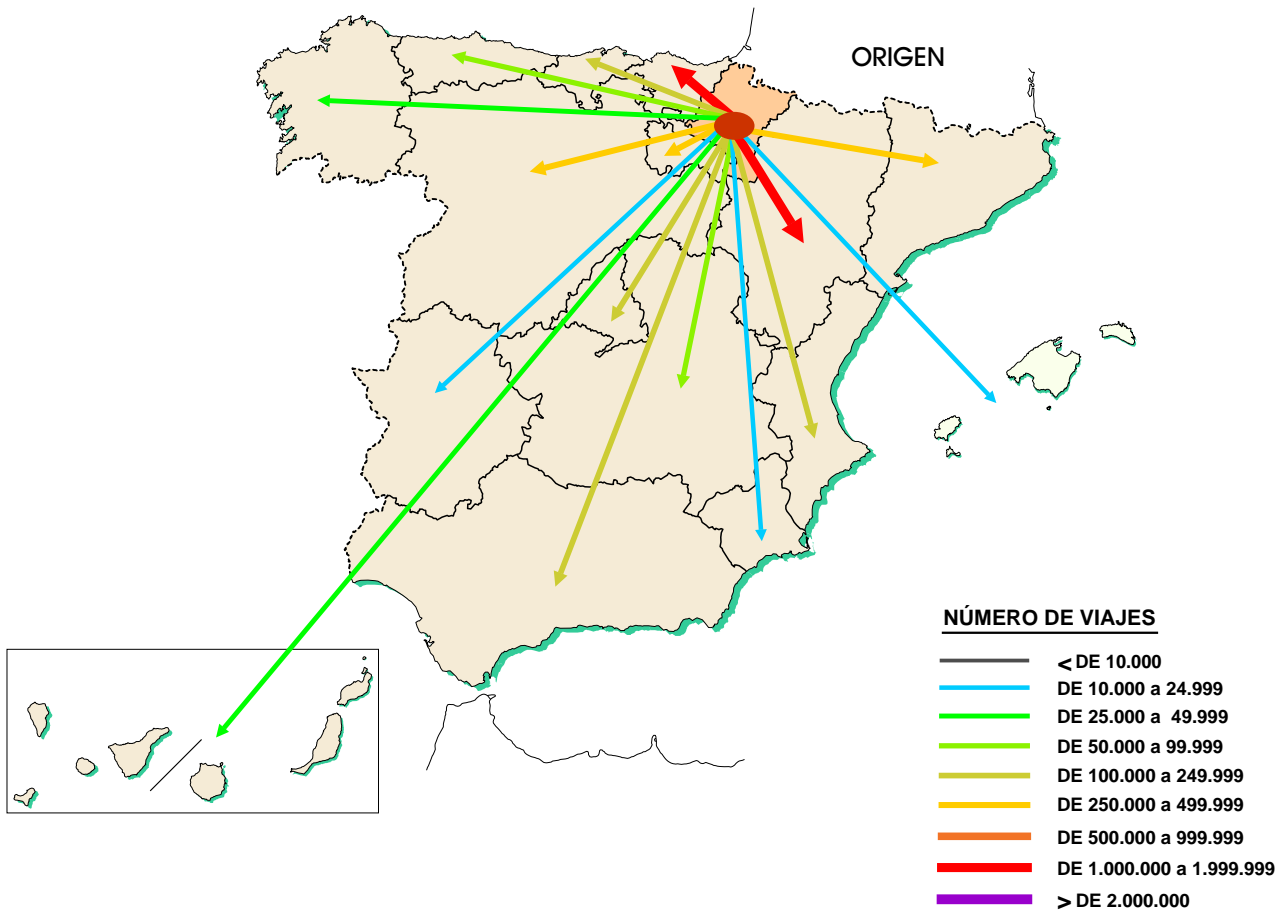 ORIGEN
NÚMERO DE VIAJES
< DE 10.000
DE 10.000 a 24.999
DE 25.000 a 49.999
DE 50.000 a 99.999
DE 100.000 a 249.999
DE 250.000 a 499.999
DE 500.000 a 999.999
DE 1.000.000 a 1.999.999
> DE 2.000.000